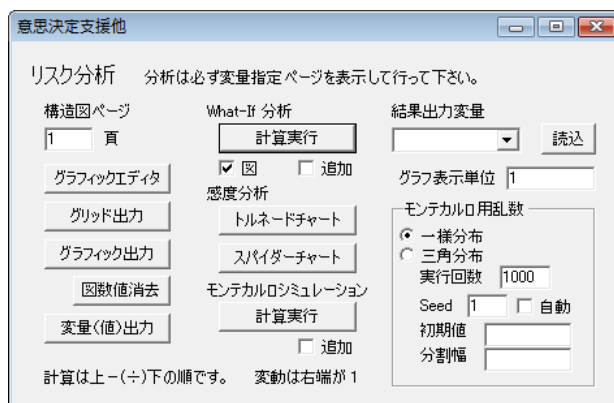 意思決定支援他
リスク分析 分析は必ず変量指定ページを表示して行って下さい。
構造図ページ
1 頁
グラフィックエディタ
グリッド出力
グラフィック出力
図数値消去
変量(値)出力
What-If 分析
計算実行
図 追加
感度分析
トルネードチャート
スパイダーチャート
モンテカルロシミュレーション
計算実行
追加
結果出力変量
読込
グラフ表示単位 1
モンテカルロ用乱数
一様分布
三角分布
実行回数 1000
Seed 1 自動
初期値
分割幅
計算は上-(÷)下の順です。 変動は右端が1